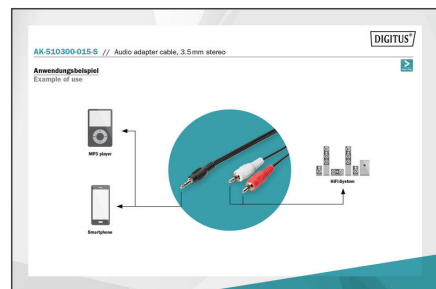 DIGITUS®
AK-510300-015-S // Audio adapter cable, 3.5 mm stereo
Anwendungsbeispiel
Example of use
MP3 player
Smartphone
HiFi-System